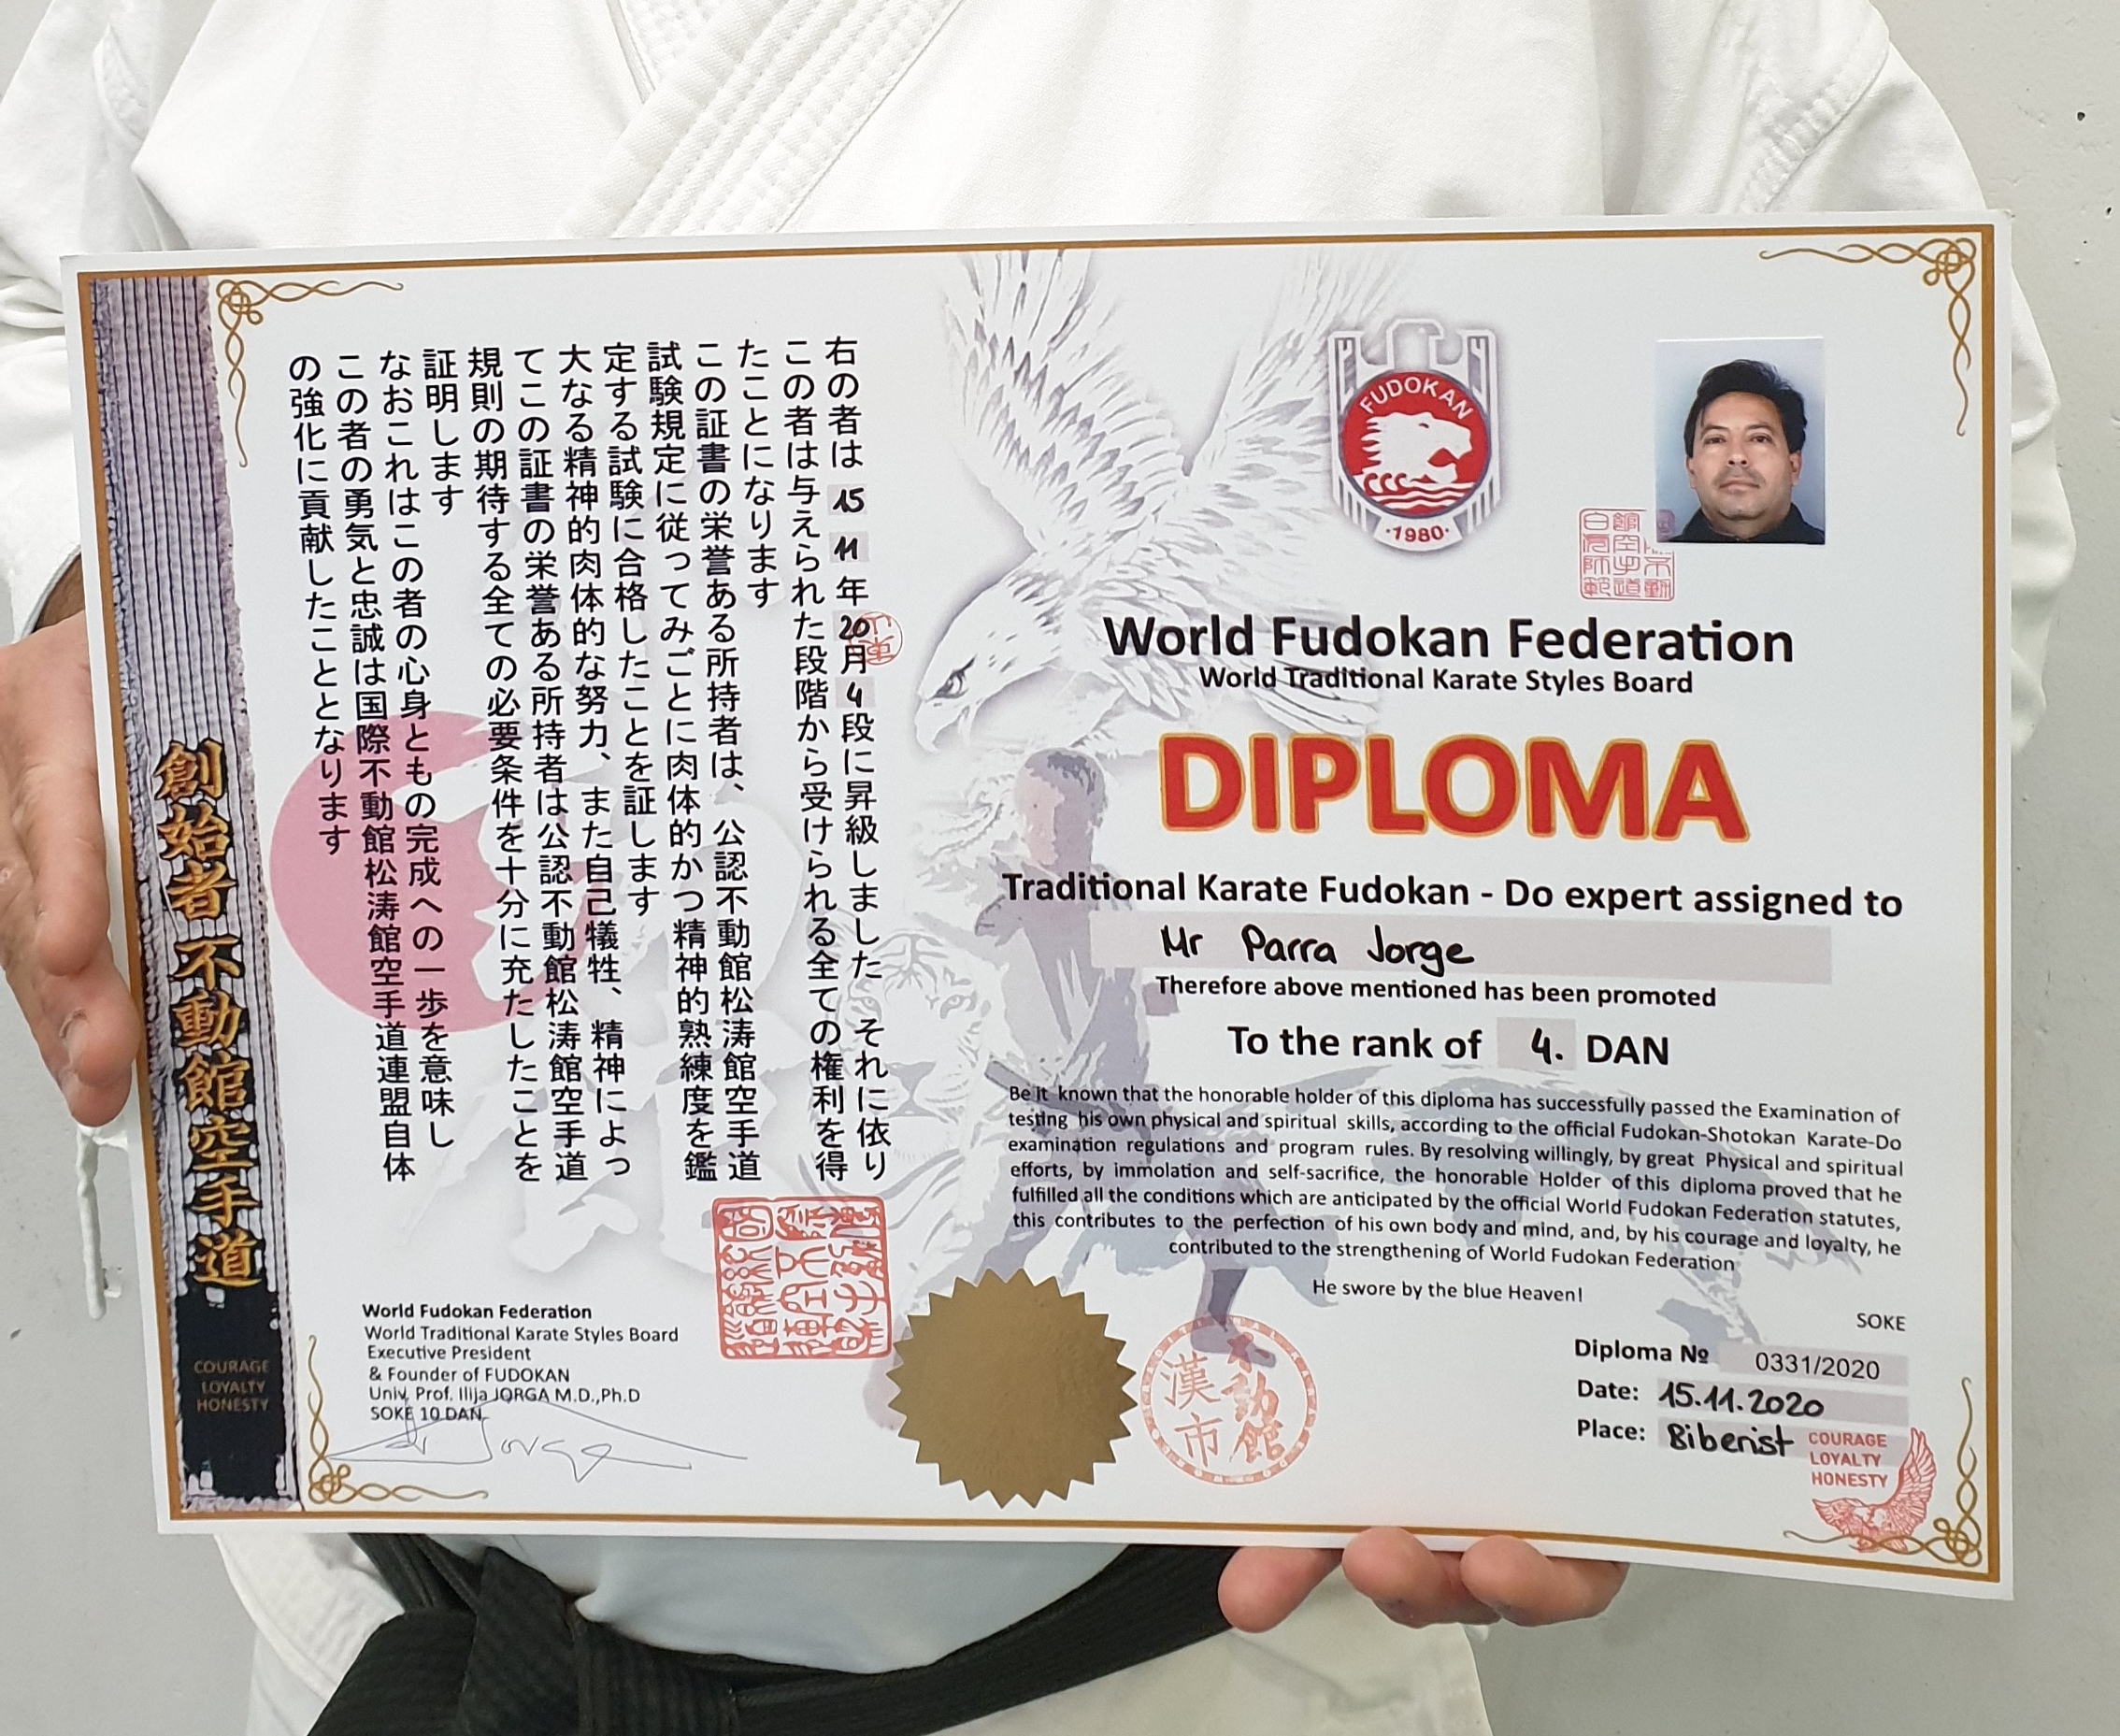 右の者は 15 11 年 20 月 4 段に昇級しました それに依り
この者は与えられた段階から受けられる全ての権利を得
たことになります
この証書の栄誉ある所持者は、公認不動館松涛館空手道
試験規定に従ってみごとに肉体的かつ精神的熟練度を鑑
定する試験に合格したことを証します
大なる精神的肉体的な努力、また自己犠牲、精神によっ
てこの証書の栄誉ある所持者は公認不動館松涛館空手道
規則の期待する全ての必要条件を十分に充たしたことを
証明します
なおこれはこの者の心身ともの完成への一歩を意味し
この者の勇気と忠誠は国際不動館松涛館空手道連盟自体
の強化に貢献したこととなります
創始者 不動館空手道
COURAGE
LOYALTY
HONESTY
World Fudokan Federation
World Traditional Karate Styles Board
Executive President
& Founder of FUDOKAN
Univ. Prof. Ilija JORGA M.D.,Ph.D
SOKE 10 DAN
FUDOKAN
·1980·
World Fudokan Federation
World Traditional Karate Styles Board
DIPLOMA
Traditional Karate Fudokan - Do expert assigned to
Mr Parra Jorge
Therefore above mentioned has been promoted
To the rank of 4. DAN
Be it known that the honorable holder of this diploma has successfully passed the Examination of
testing his own physical and spiritual skills, according to the official Fudokan-Shotokan Karate-Do
examination regulations and program rules. By resolving willingly, by great Physical and spiritual
efforts, by immolation and self-sacrifice, the honorable Holder of this diploma proved that he
fulfilled all the conditions which are anticipated by the official World Fudokan Federation statutes,
this contributes to the perfection of his own body and mind, and, by his courage and loyalty, he
contributed to the strengthening of World Fudokan Federation
He swore by the blue Heaven!
SOKE
Diploma № 0331/2020
Date: 15.11.2020
Place: Biberist
COURAGE
LOYALTY
HONESTY
不動館
漢市